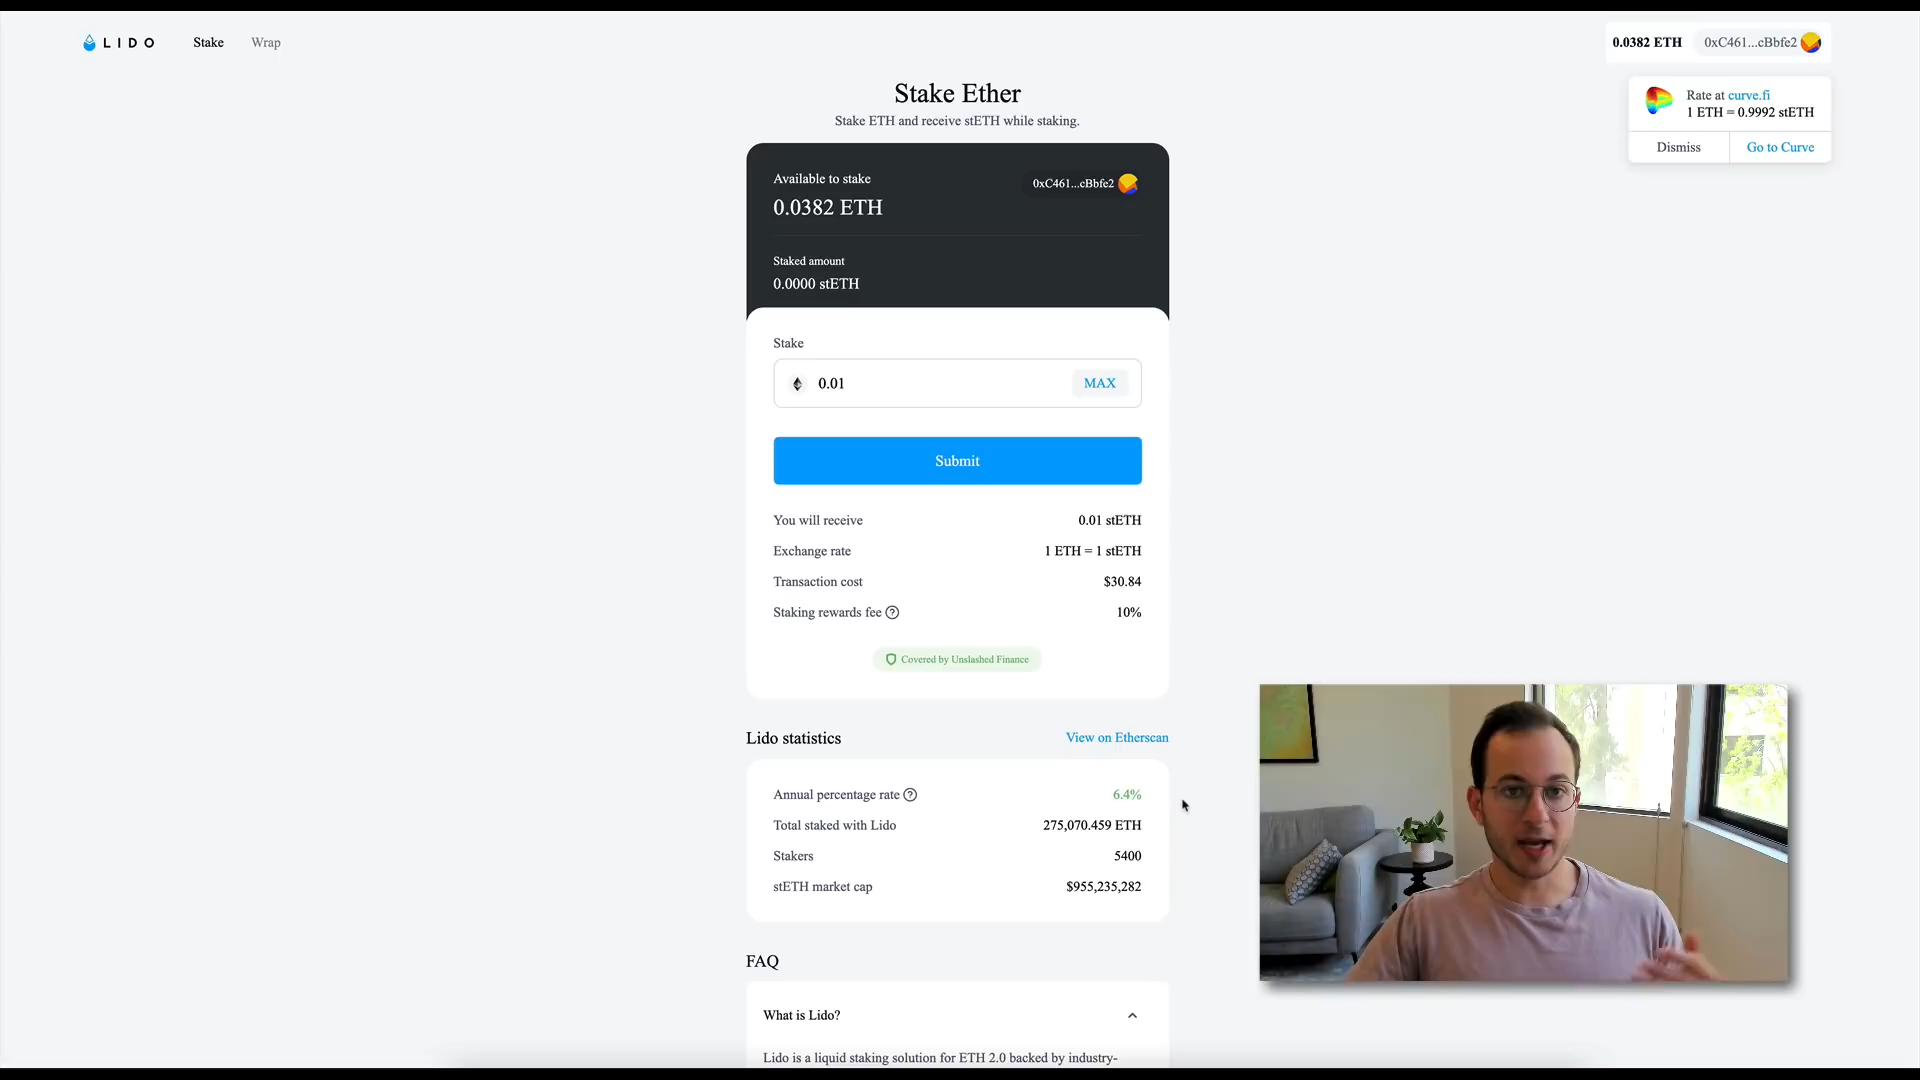 LIDO Stake Wrap 0.0382 ETH 0xC461...cBbfe2
Rate at curve.fi
1 ETH = 0.9992 stETH
Dismiss Go to Curve
Stake Ether
Stake ETH and receive stETH while staking.
Available to stake 0xC461...cBbfe2
0.0382 ETH
Staked amount
0.0000 stETH
Stake
0.01 MAX
Submit
You will receive 0.01 stETH
Exchange rate 1 ETH = 1 stETH
Transaction cost $30.84
Staking rewards fee ? 10%
Covered by Unslashed Finance
Lido statistics View on Etherscan
Annual percentage rate ? 6.4%
Total staked with Lido 275,070.459 ETH
Stakers 5400
stETH market cap $955,235,282
FAQ
What is Lido?
Lido is a liquid staking solution for ETH 2.0 backed by industry-